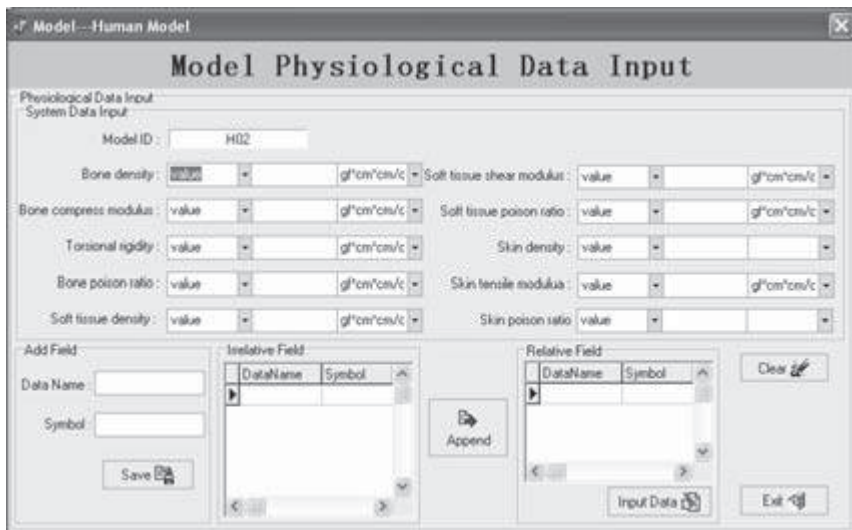 Model---Human Model
Model Physiological Data Input
Physiological Data Input
System Data Input
Model ID : H02
Bone density : value gf*cm*cm/c Soft tissue shear modulus : value gf*cm*cm/c
Bone compress modulus : value gf*cm*cm/c Soft tissue poison ratio : value gf*cm*cm/c
Torsional rigidity : value gf*cm*cm/c Skin density : value
Bone poison ratio : value gf*cm*cm/c Skin tensile modulua : value gf*cm*cm/c
Soft tissue density : value gf*cm*cm/c Skin poison ratio value
Add Field Irrelative Field Relative Field
DataName Symbol DataName Symbol Clear
Data Name :
Symbol : Append
Save
Input Data Exit